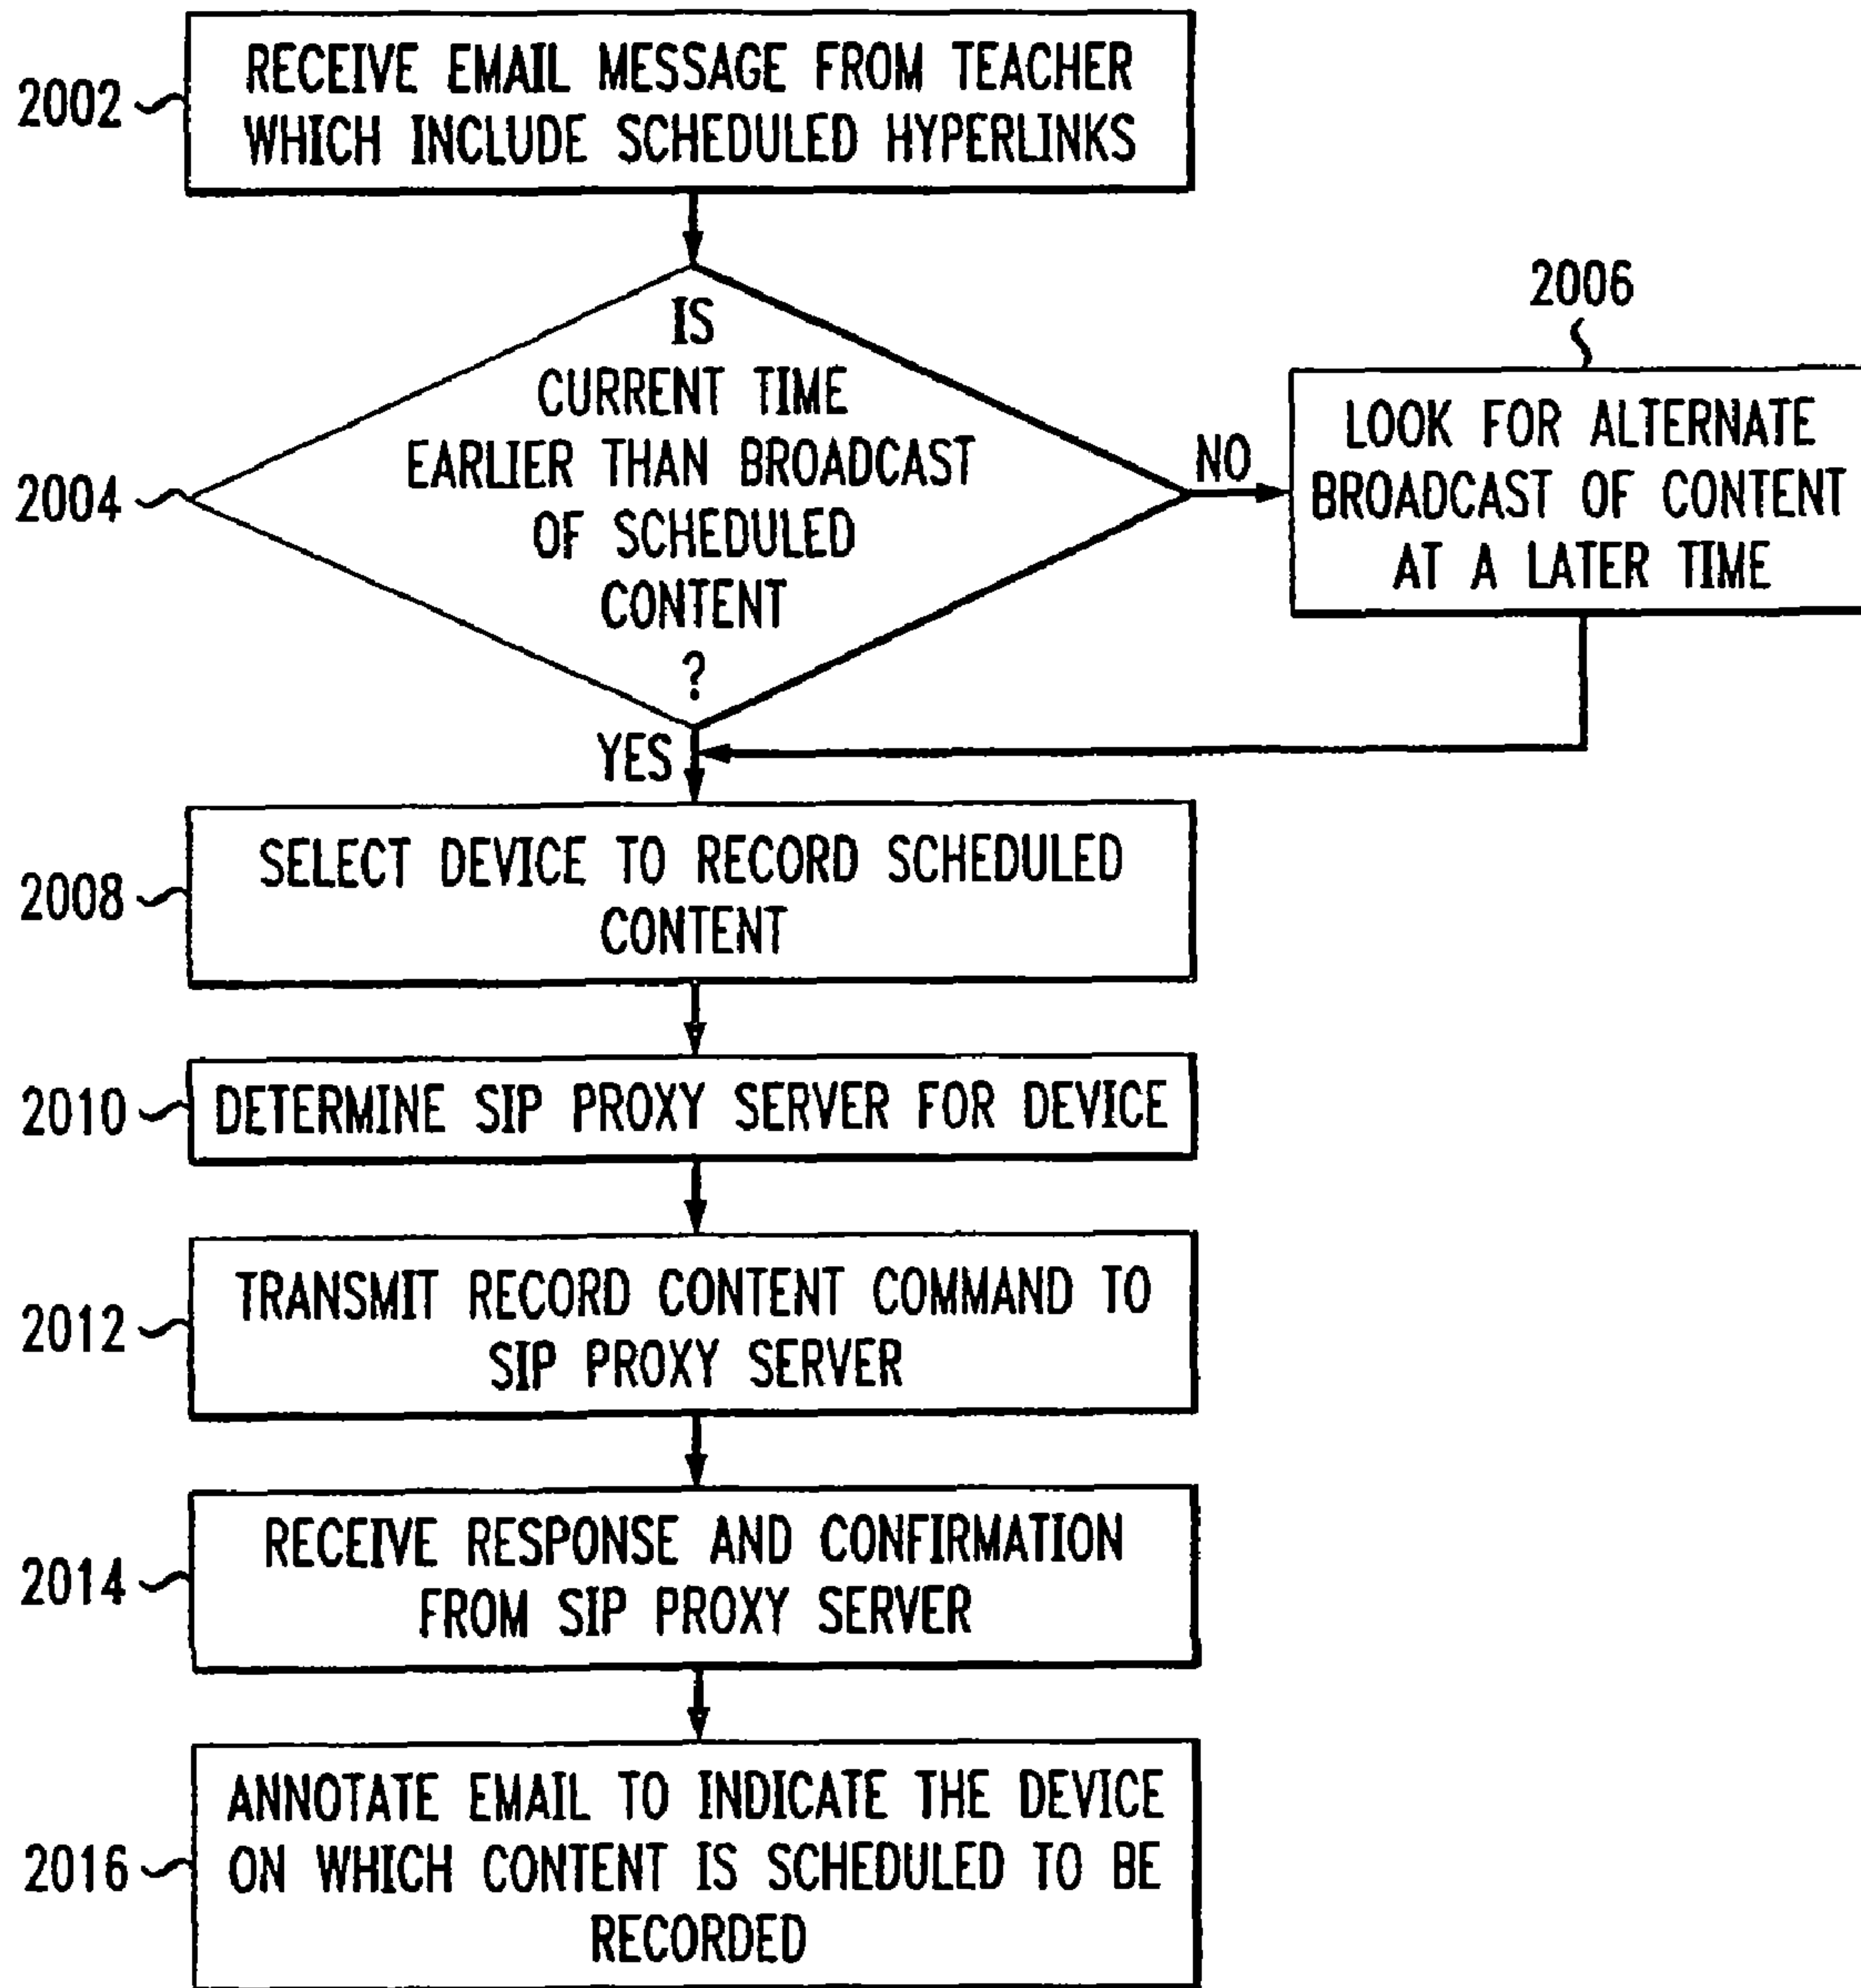 2002
RECEIVE EMAIL MESSAGE FROM TEACHER
WHICH INCLUDE SCHEDULED HYPERLINKS
2004
IS
CURRENT TIME
EARLIER THAN BROADCAST
OF SCHEDULED
CONTENT
?
NO
2006
LOOK FOR ALTERNATE
BROADCAST OF CONTENT
AT A LATER TIME
YES
2008
SELECT DEVICE TO RECORD SCHEDULED
CONTENT
2010
DETERMINE SIP PROXY SERVER FOR DEVICE
2012
TRANSMIT RECORD CONTENT COMMAND TO
SIP PROXY SERVER
2014
RECEIVE RESPONSE AND CONFIRMATION
FROM SIP PROXY SERVER
2016
ANNOTATE EMAIL TO INDICATE THE DEVICE
ON WHICH CONTENT IS SCHEDULED TO BE
RECORDED